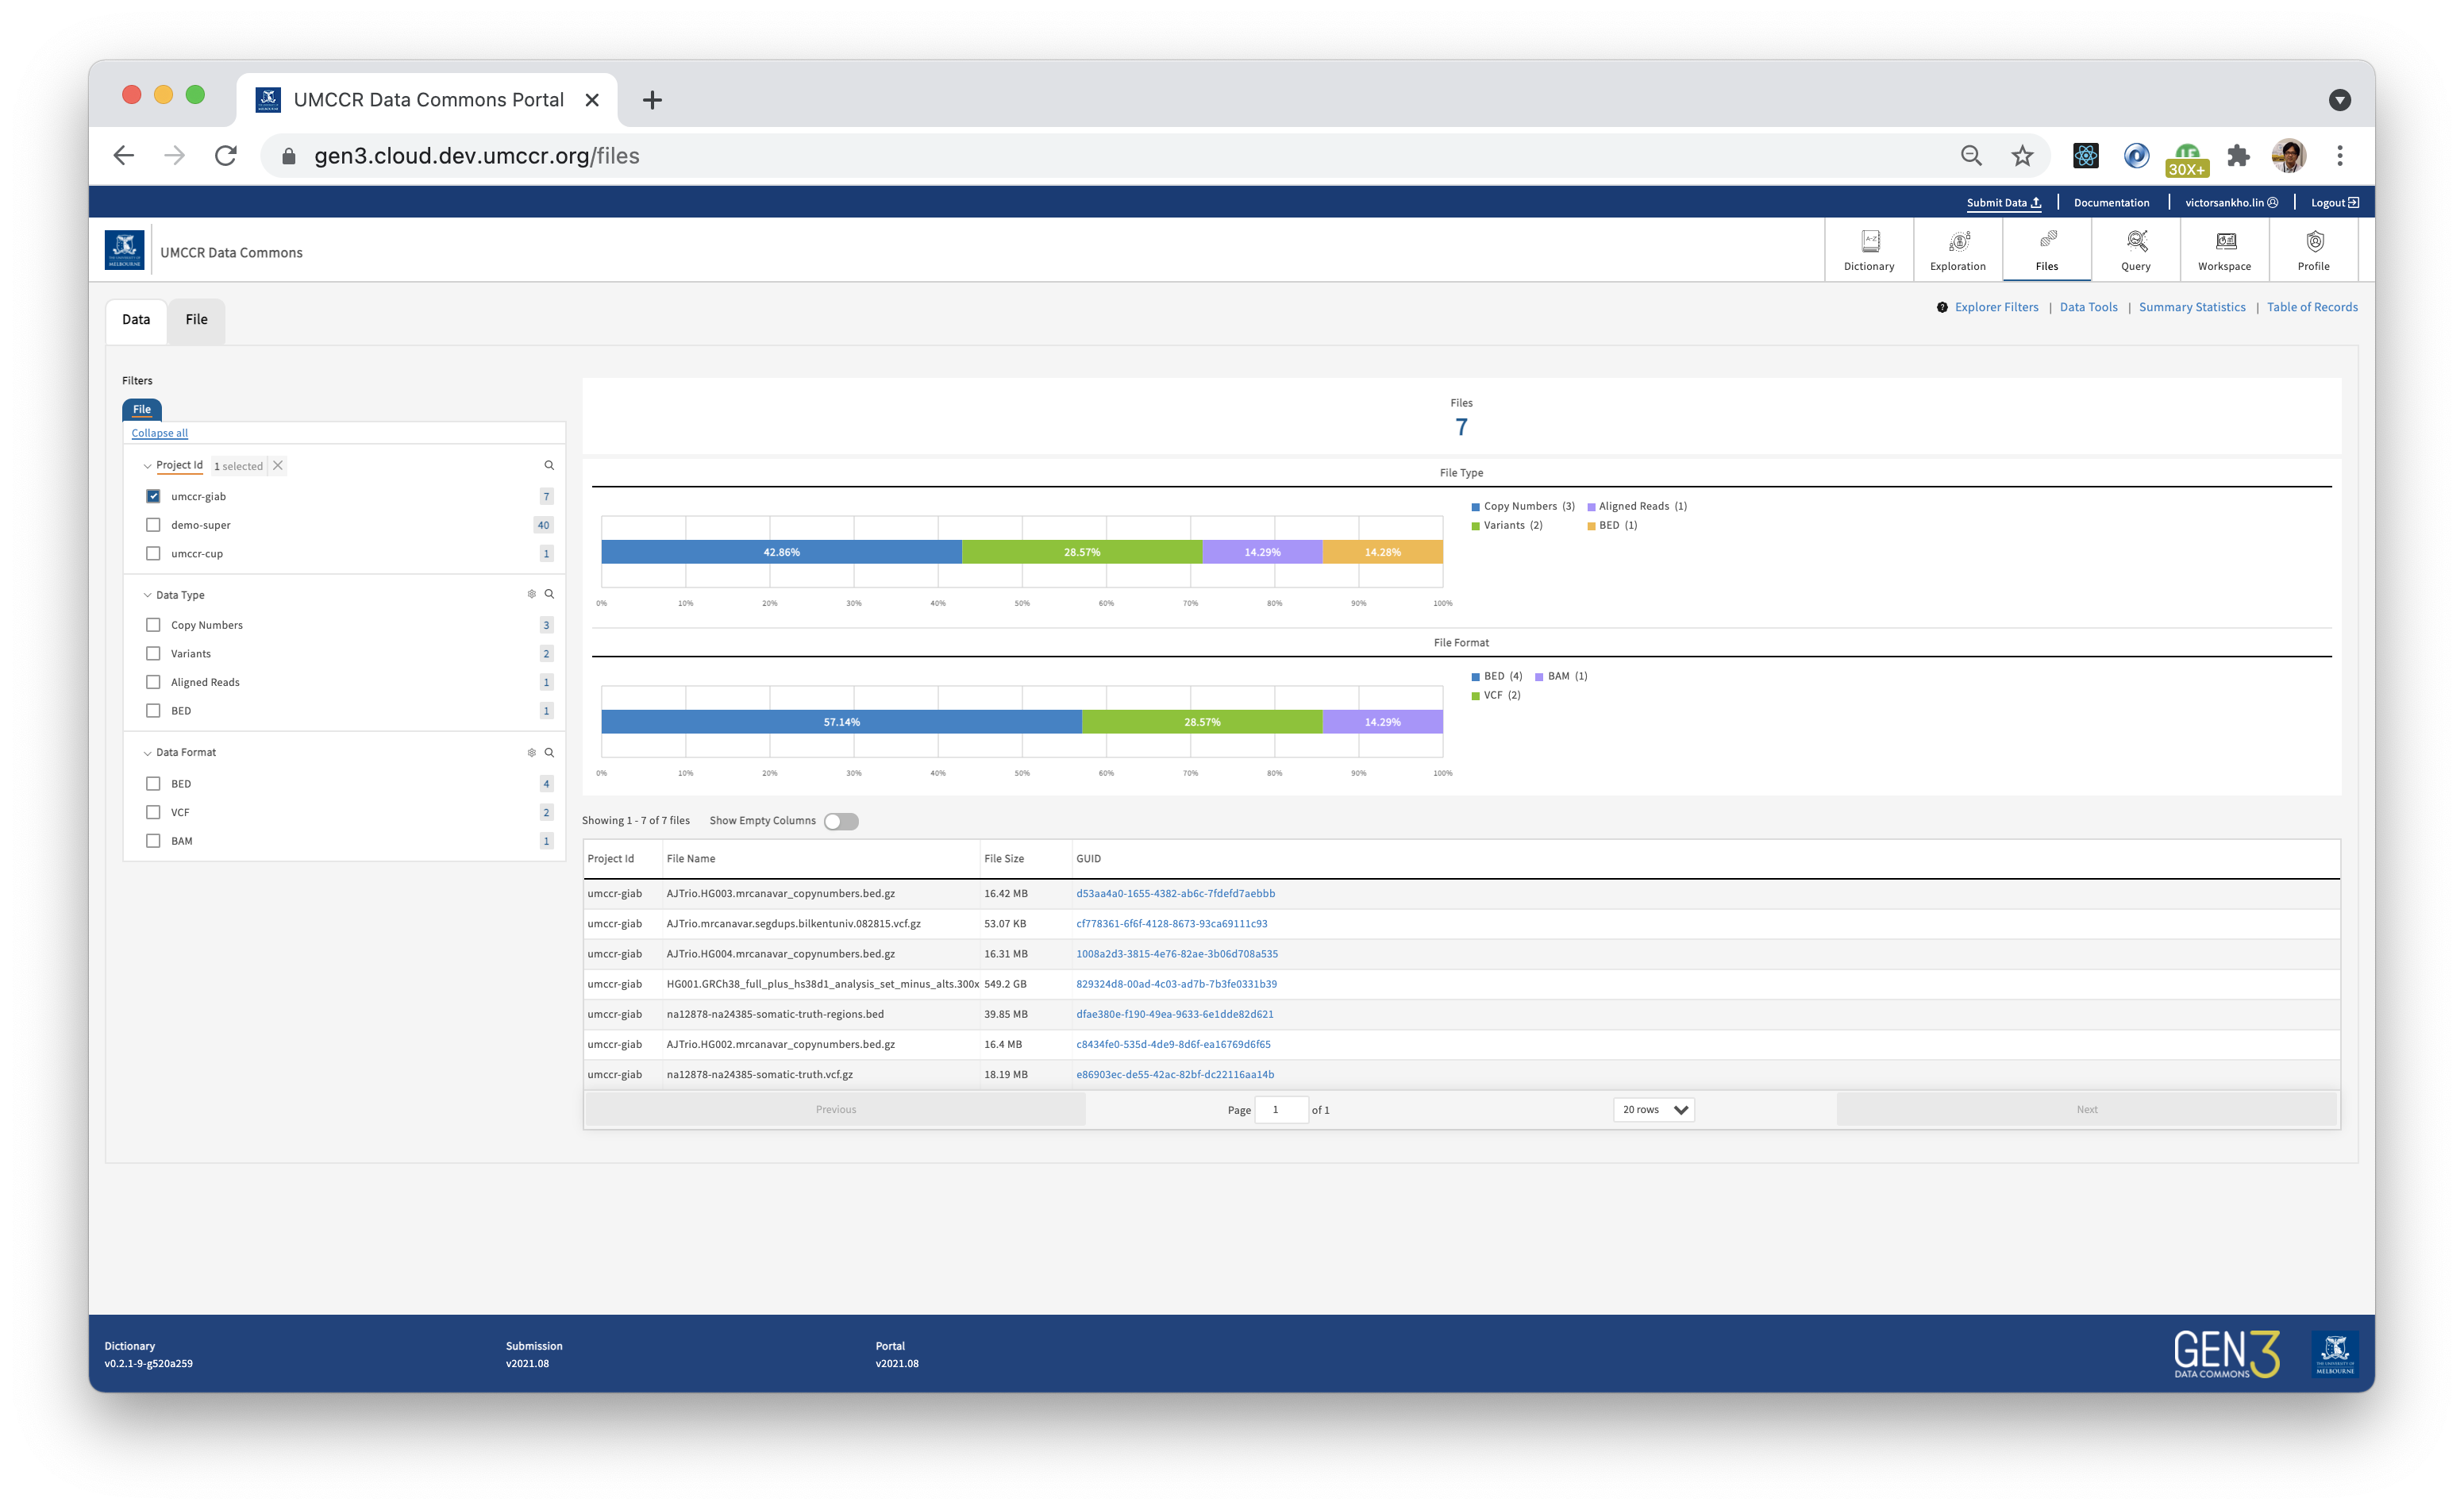 UMCCR Data Commons Portal
gen3.cloud.dev.umccr.org/files
30X+
Submit Data | Documentation | victorsankho.lin | Logout
UMCCR Data Commons
Dictionary Exploration Files Query Workspace Profile
Data File
Explorer Filters | Data Tools | Summary Statistics | Table of Records
Filters
File
Collapse all
Project Id 1 selected
umccr-giab 7
demo-super 40
umccr-cup 1
Data Type
Copy Numbers 3
Variants 2
Aligned Reads 1
BED 1
Data Format
BED 4
VCF 2
BAM 1
Files
7
File Type
Copy Numbers (3) Aligned Reads (1)
Variants (2) BED (1)
42.86% 28.57% 14.29% 14.28%
0% 10% 20% 30% 40% 50% 60% 70% 80% 90% 100%
File Format
BED (4) BAM (1)
VCF (2)
57.14% 28.57% 14.29%
0% 10% 20% 30% 40% 50% 60% 70% 80% 90% 100%
Showing 1 - 7 of 7 files Show Empty Columns
Project Id File Name File Size GUID
umccr-giab AJTrio.HG003.mrcanavar_copynumbers.bed.gz 16.42 MB d53aa4a0-1655-4382-ab6c-7fdefd7aebbb
umccr-giab AJTrio.mrcanavar.segdups.bilkentuniv.082815.vcf.gz 53.07 KB cf778361-6f6f-4128-8673-93ca69111c93
umccr-giab AJTrio.HG004.mrcanavar_copynumbers.bed.gz 16.31 MB 1008a2d3-3815-4e76-82ae-3b06d708a535
umccr-giab HG001.GRCh38_full_plus_hs38d1_analysis_set_minus_alts.300x 549.2 GB 829324d8-00ad-4c03-ad7b-7b3fe0331b39
umccr-giab na12878-na24385-somatic-truth-regions.bed 39.85 MB dfae380e-f190-49ea-9633-6e1dde82d621
umccr-giab AJTrio.HG002.mrcanavar_copynumbers.bed.gz 16.4 MB c8434fe0-535d-4de9-8d6f-ea16769d6f65
umccr-giab na12878-na24385-somatic-truth.vcf.gz 18.19 MB e86903ec-de55-42ac-82bf-dc22116aa14b
Previous Page 1 of 1 20 rows Next
Dictionary Submission Portal
v0.2.1-9-g520a259 v2021.08 v2021.08
GEN3
DATA COMMONS
MELBOURNE